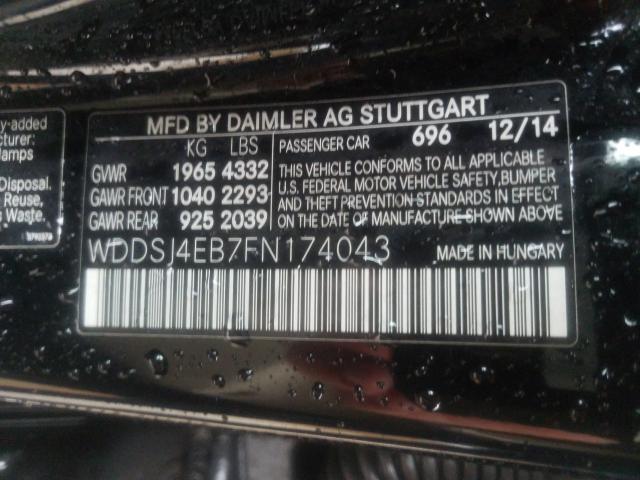 y-added
cturer:
lamps
Disposal.
Reuse,
s Waste.
MFD BY DAIMLER AG STUTTGART
KG LBS
GVWR 1965 4332
GAWR FRONT 1040 2293
GAWR REAR 925 2039
PASSENGER CAR 696 12/14
THIS VEHICLE CONFORMS TO ALL APPLICABLE
U.S. FEDERAL MOTOR VEHICLE SAFETY, BUMPER
AND THEFT PREVENTION STANDARDS IN EFFECT
ON THE DATE OF MANUFACTURE SHOWN ABOVE
WDDSJ4EB7FN174043 MADE IN HUNGARY